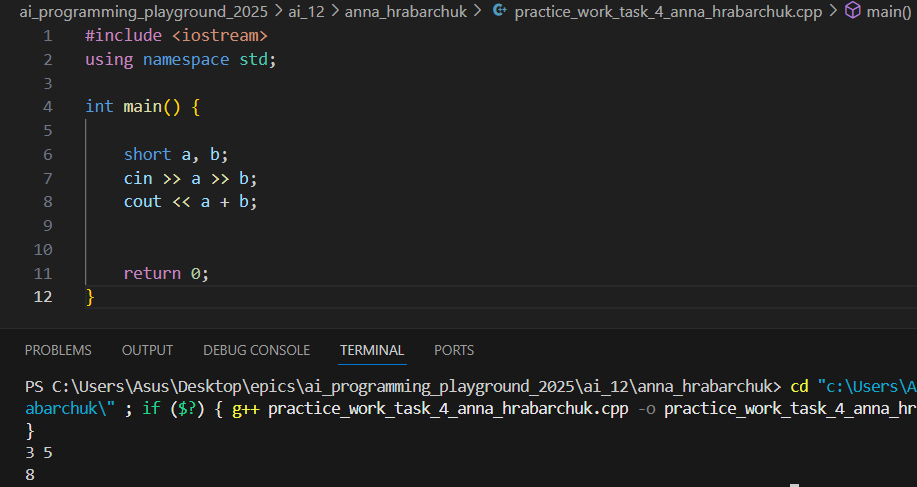 ai_programming_playground_2025 > ai_12 > anna_hrabarchuk > practice_work_task_4_anna_hrabarchuk.cpp > main()
1 #include <iostream>
2 using namespace std;
3
4 int main() {
5
6 short a, b;
7 cin >> a >> b;
8 cout << a + b;
9
10
11 return 0;
12 }
PROBLEMS OUTPUT DEBUG CONSOLE TERMINAL PORTS
PS C:\Users\Asus\Desktop\epics\ai_programming_playground_2025\ai_12\anna_hrabarchuk> cd "c:\Users\A
abarchuk\" ; if ($?) { g++ practice_work_task_4_anna_hrabarchuk.cpp -o practice_work_task_4_anna_hr
}
3 5
8